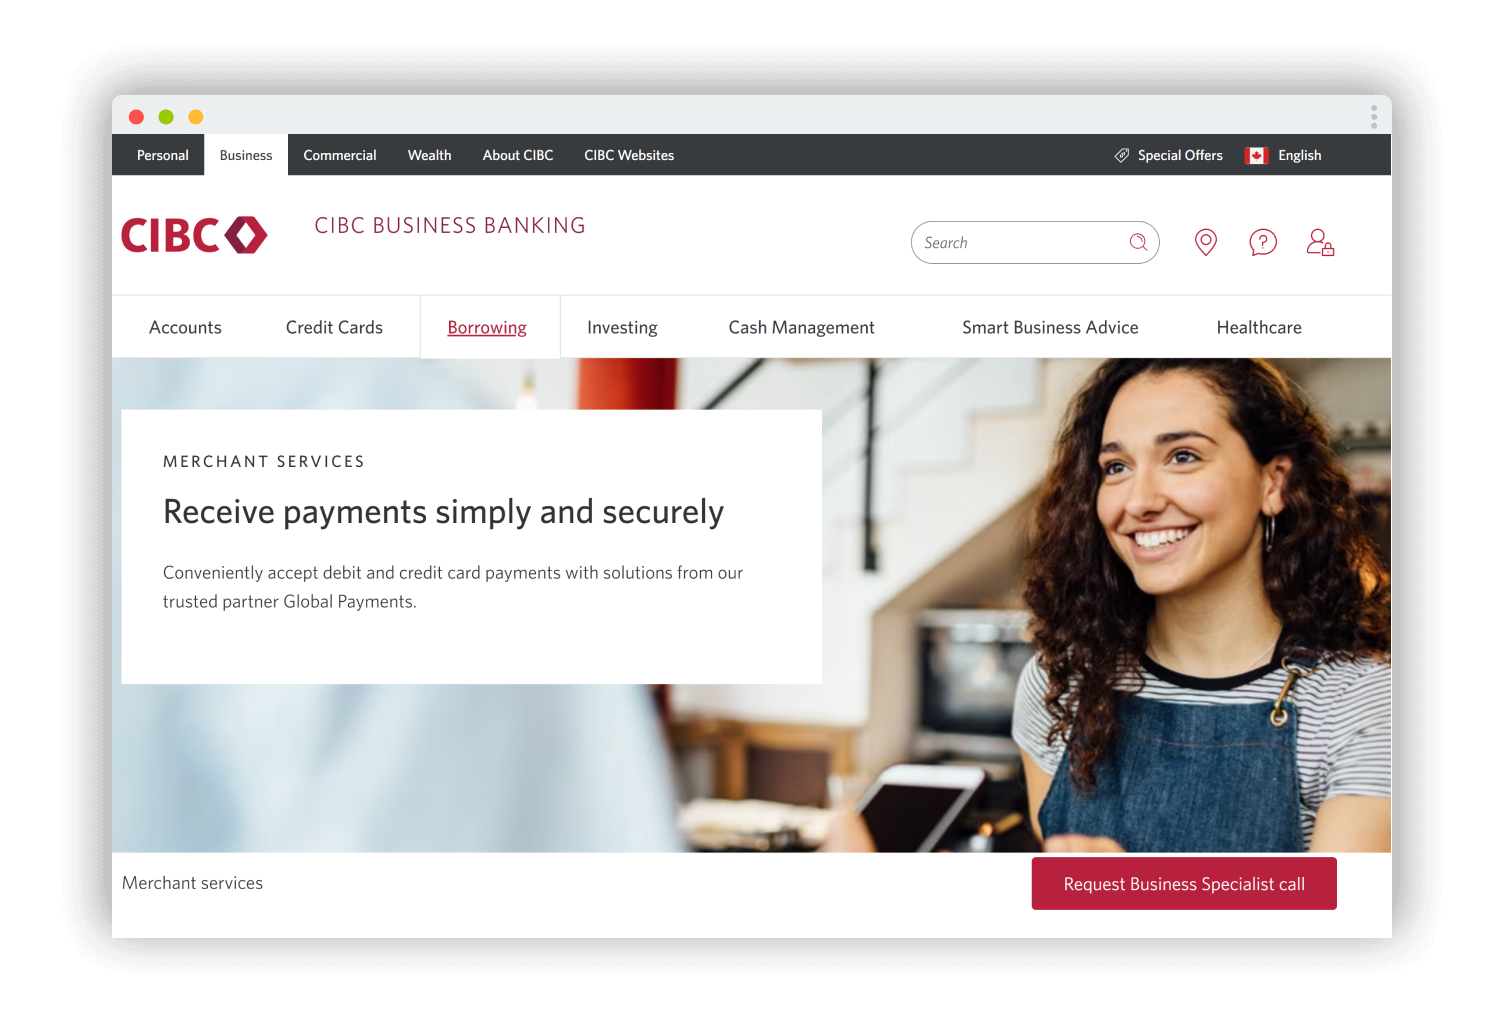 Personal
Business
Commercial
Wealth
About CIBC
CIBC Websites
Special Offers
English
CIBC
CIBC BUSINESS BANKING
Search
Accounts
Credit Cards
Borrowing
Investing
Cash Management
Smart Business Advice
Healthcare
MERCHANT SERVICES
Receive payments simply and securely
Conveniently accept debit and credit card payments with solutions from our
trusted partner Global Payments.
Merchant services
Request Business Specialist call